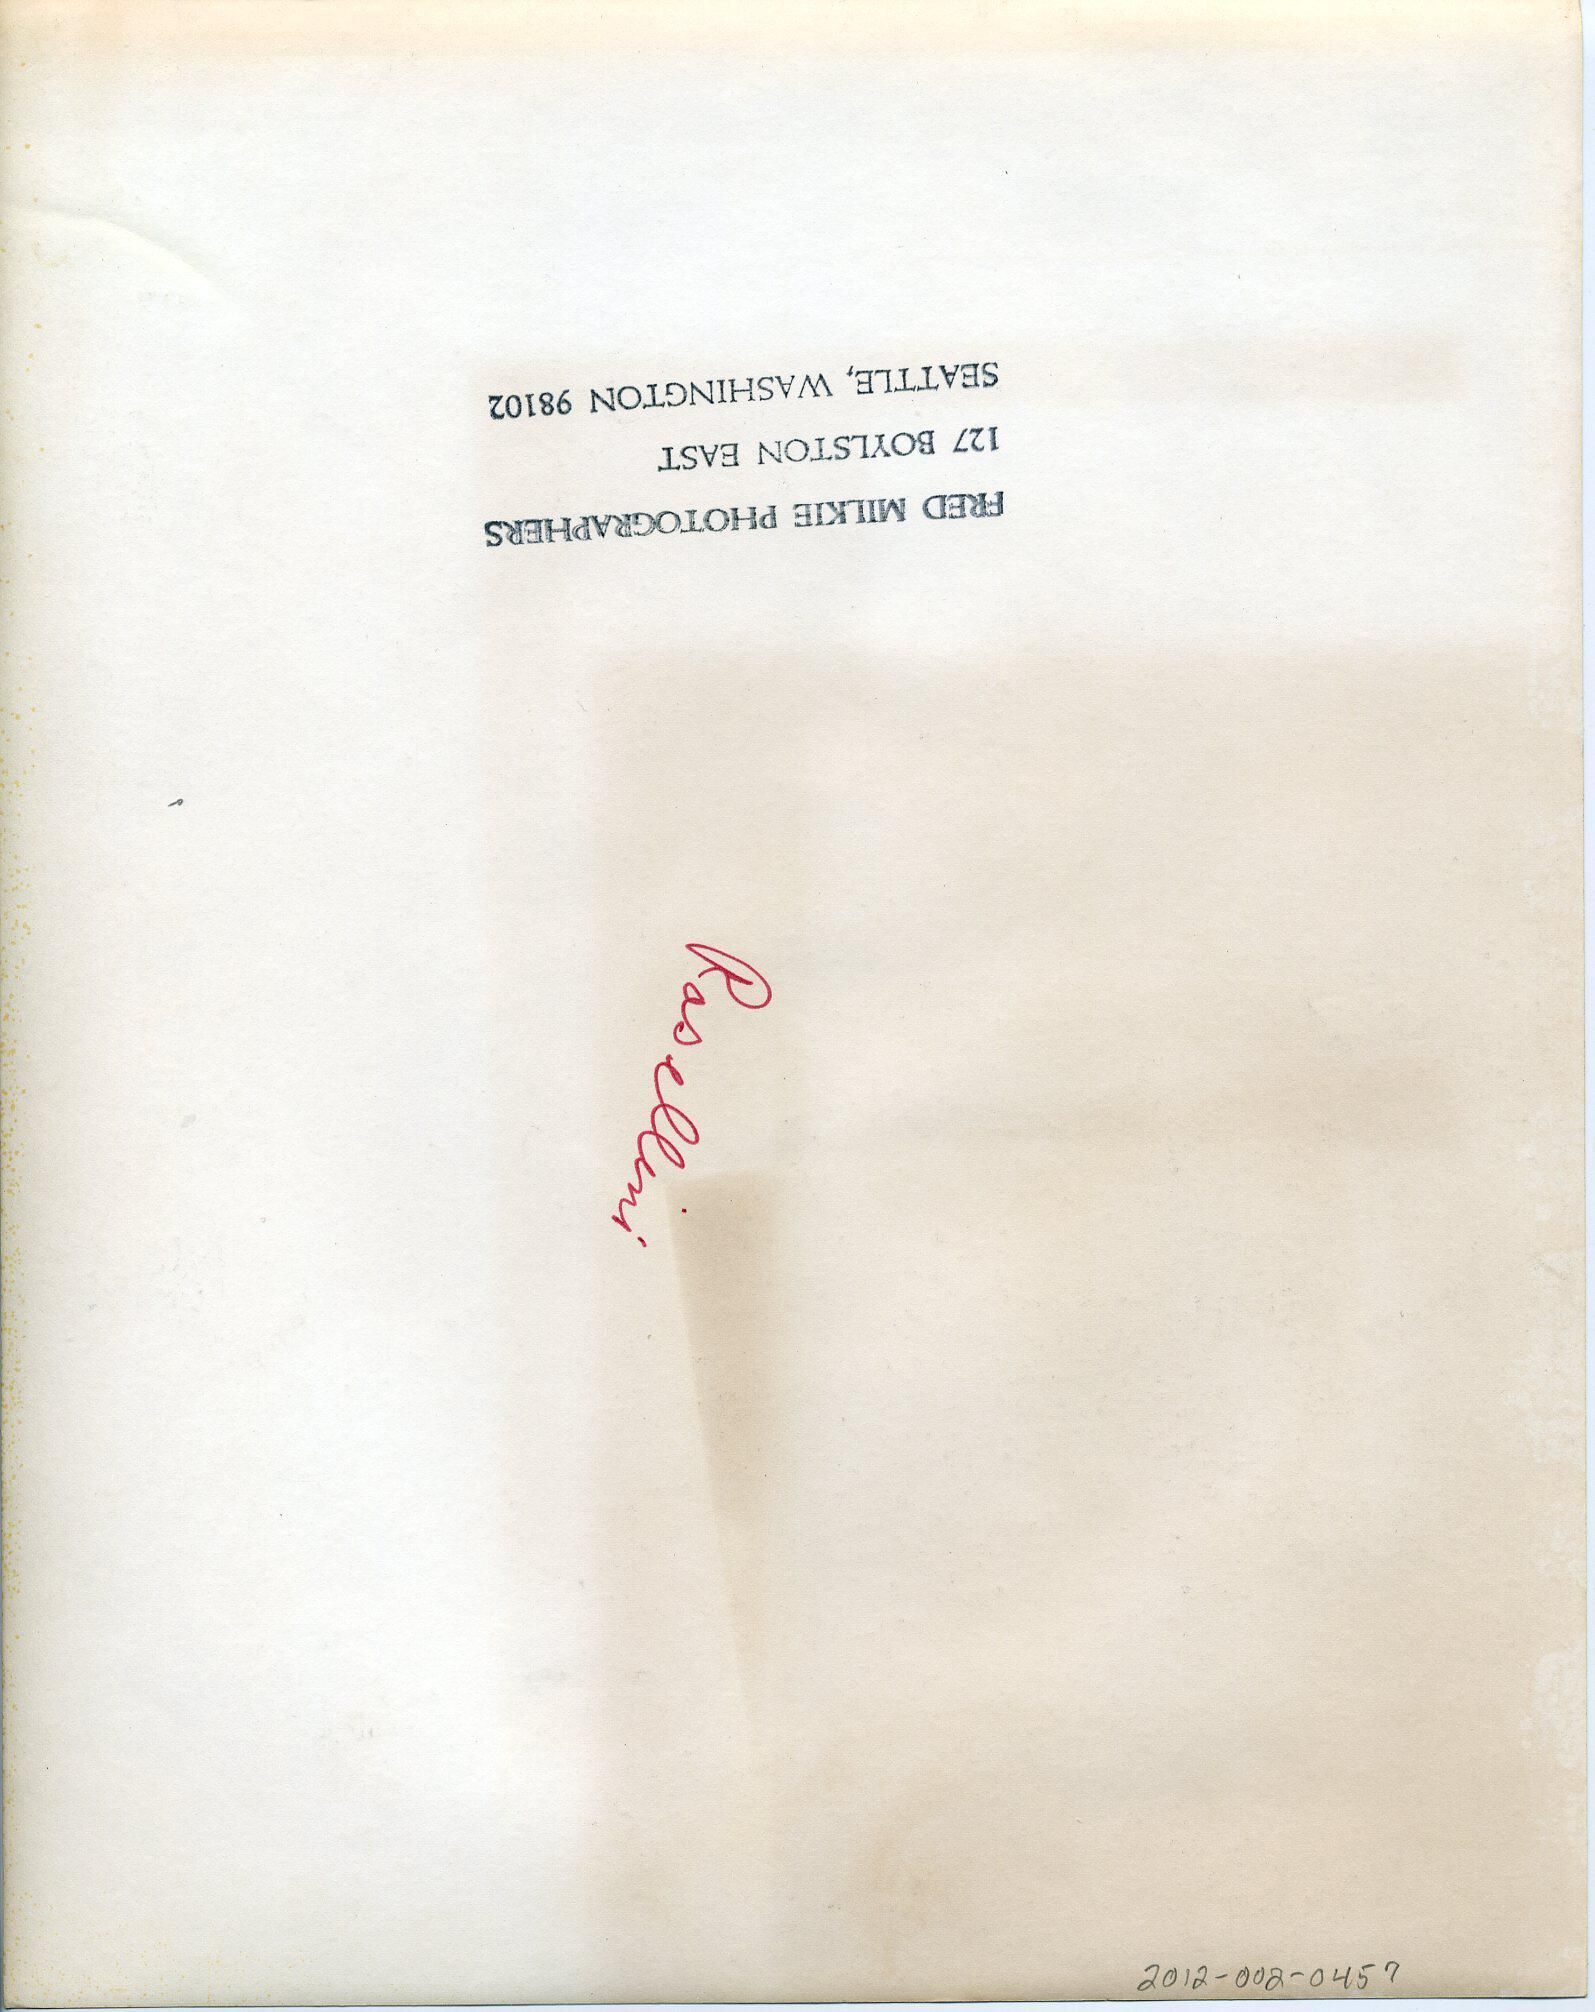 FRED MILKIE PHOTOGRAPHERS
127 BOYLSTON EAST
SEATTLE, WASHINGTON 98102
Rosellini
2012-002-0457